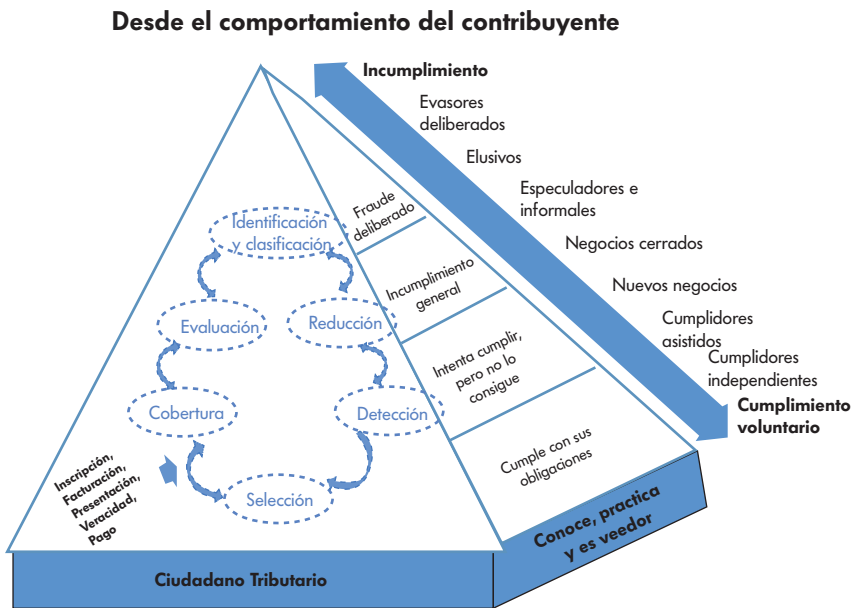 Desde el comportamiento del contribuyente
Incumplimiento
Evasores
deliberados
Elusivos
Especuladores e
informales
Negocios cerrados
Nuevos negocios
Cumplidores
asistidos
Cumplidores
independientes
Cumplimiento
voluntario
Fraude
deliberado
Incumplimiento
general
Intenta cumplir,
pero no lo
consigue
Cumple con sus
obligaciones
Identificación
y clasificación
Evaluación
Reducción
Cobertura
Detección
Selección
Inscripción,
Facturación,
Presentación,
Veracidad,
Pago
Ciudadano Tributario
Conoce, practica
y es veedor